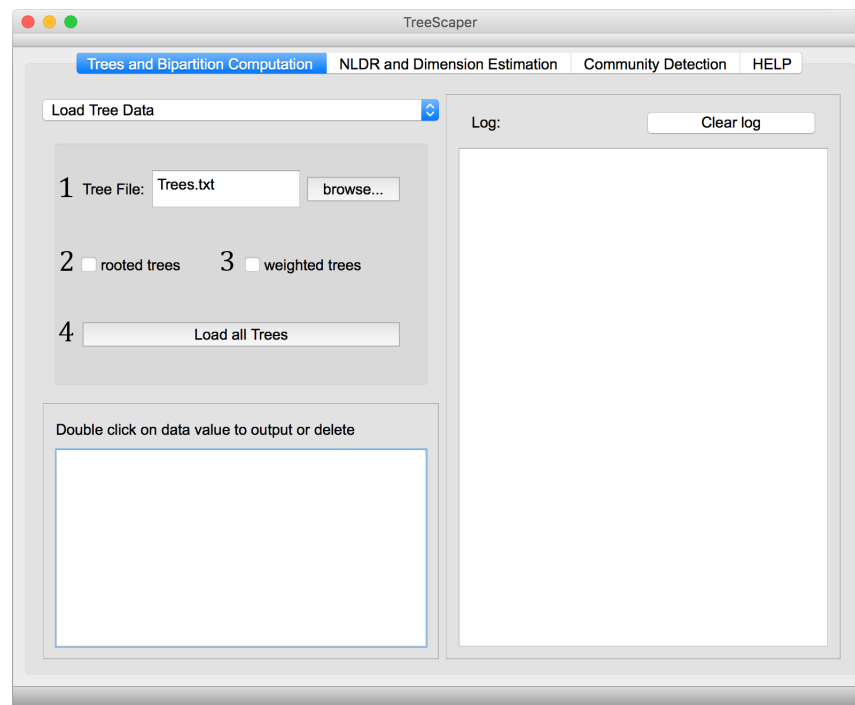 TreeScaper
Trees and Bipartition Computation NLDR and Dimension Estimation Community Detection HELP
Load Tree Data
Log: Clear log
1 Tree File: Trees.txt browse...
2 rooted trees 3 weighted trees
4 Load all Trees
Double click on data value to output or delete